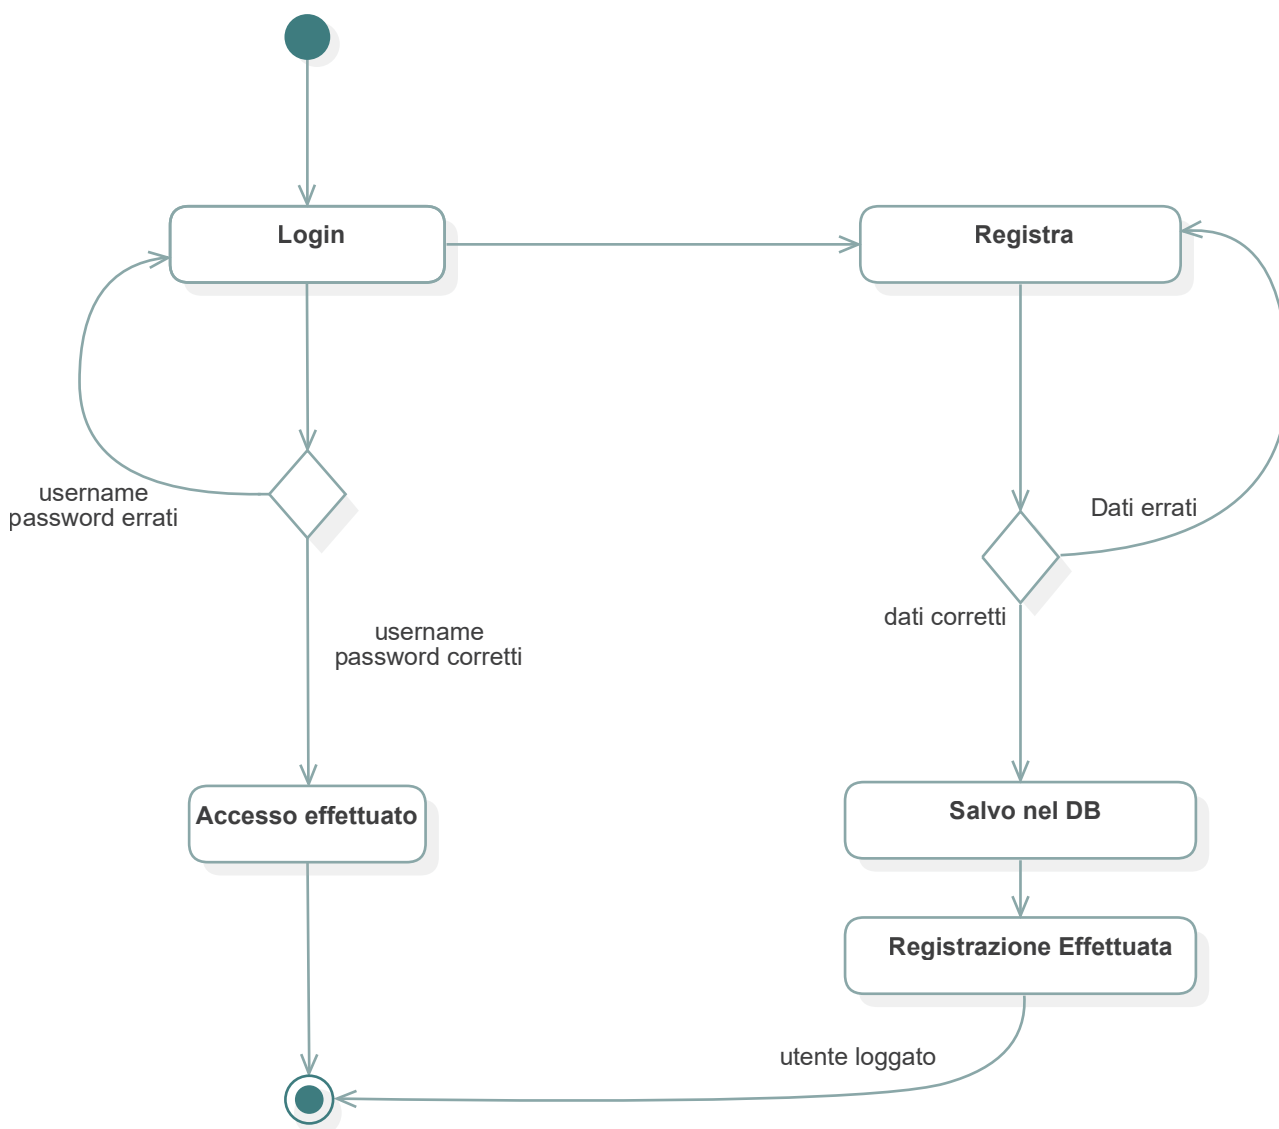 Login
Registra
username
password errati
Dati errati
dati corretti
username
password corretti
Accesso effettuato
Salvo nel DB
Registrazione Effettuata
utente loggato